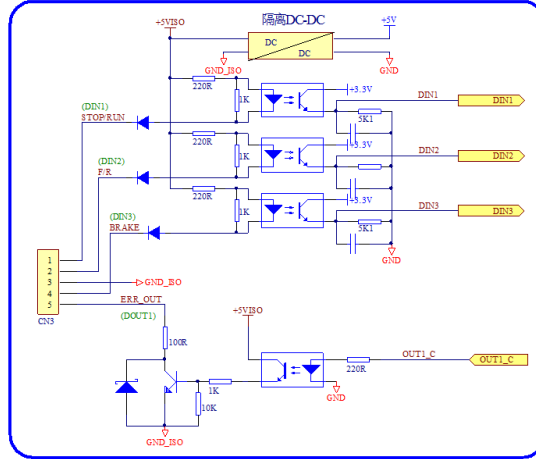 隔离DC-DC
+5VISO
+5V
DC
DC
GND_ISO
GND
220R
1K
+3.3V
(DIN1)
STOP/RUN
DIN1
DIN1
5K1
220R
1K
+3.3V
(DIN2)
F/R
DIN2
DIN2
220R
1K
+3.3V
(DIN3)
BRAKE
DIN3
DIN3
5K1
GND
1
2
3
4
5
CN3
GND_ISO
ERR_OUT
(DOUT1)
+5VISO
100R
OUT1_C
OUT1_C
220R
1K
GND
10K
GND_ISO